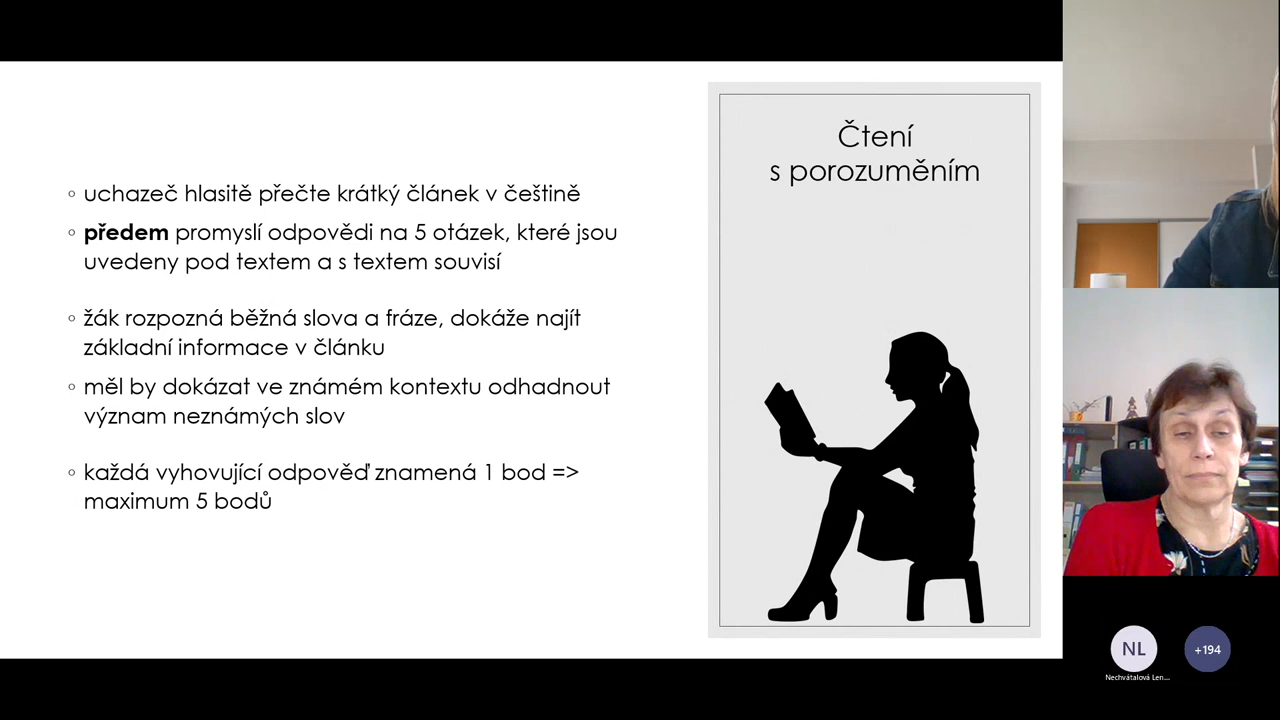 ◦ uchazeč hlasitě přečte krátký článek v češtině
◦ předem promyslí odpovědi na 5 otázek, které jsou
uvedeny pod textem a s textem souvisí
◦ žák rozpozná běžná slova a fráze, dokáže najít
základní informace v článku
◦ měl by dokázat ve známém kontextu odhadnout
význam neznámých slov
◦ každá vyhovující odpověď znamená 1 bod =>
maximum 5 bodů
Čtení
s porozuměním
NL
+194
Nechvátalová Len...